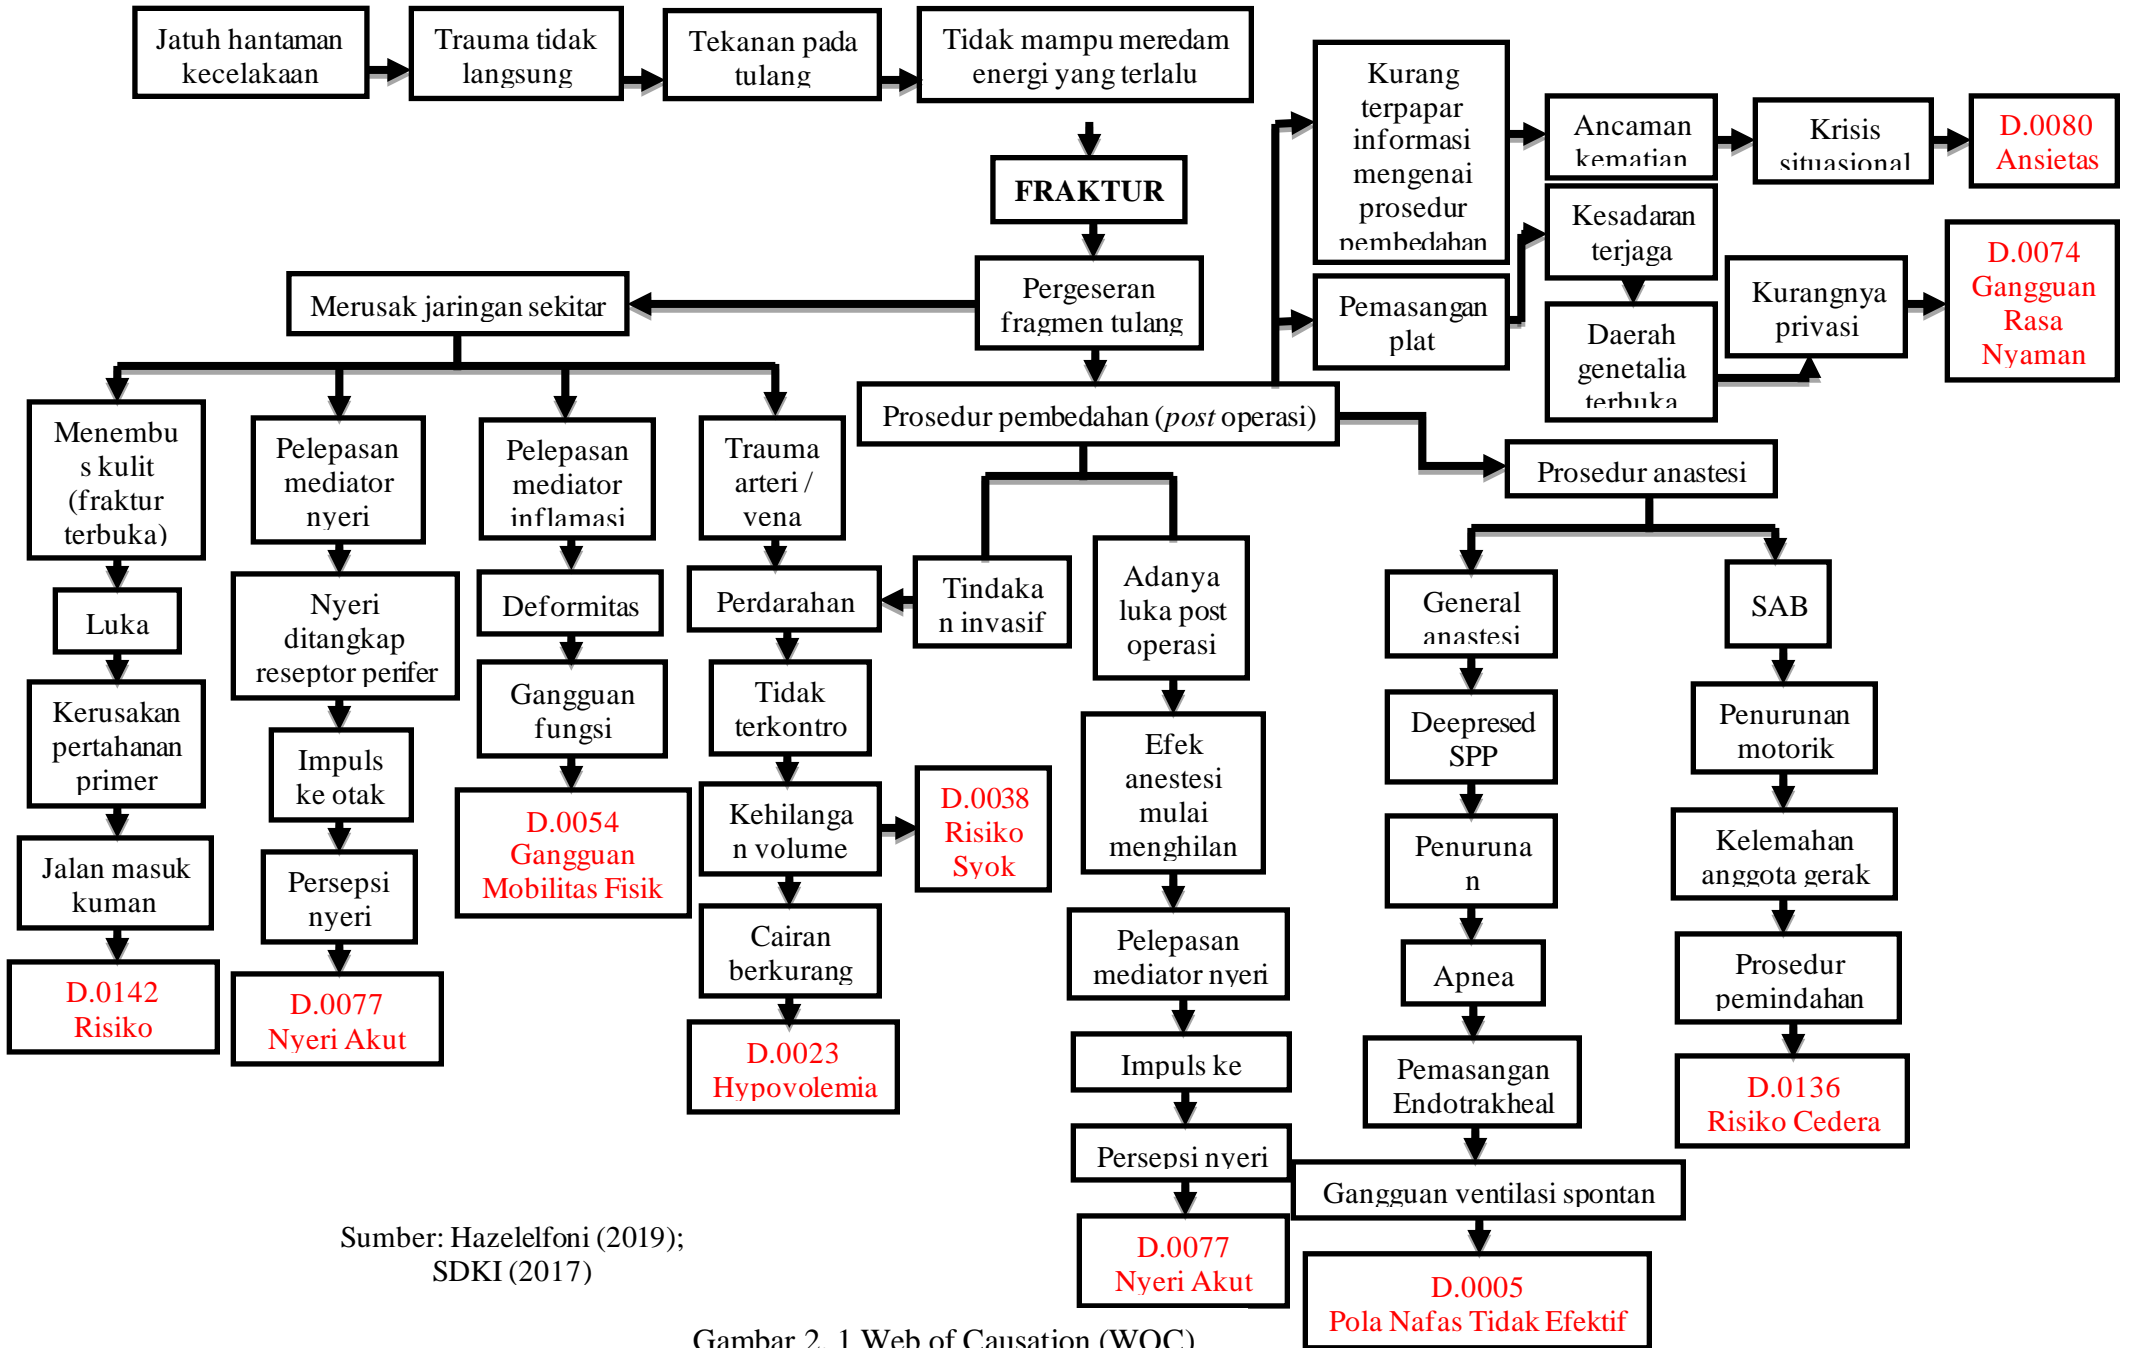 Jatuh hantaman
kecelakaan
Trauma tidak
langsung
Tekanan pada
tulang
Tidak mampu meredam
energi yang terlalu
FRAKTUR
Pergeseran
fragmen tulang
Merusak jaringan sekitar
Kurang
terpapar
informasi
mengenai
prosedur
pembedahan
Ancaman
kematian
Krisis
situasional
D.0080
Ansietas
Pemasangan
plat
Kesadaran
terjaga
Daerah
genetalia
terbuka
Kurangnya
privasi
D.0074
Gangguan
Rasa
Nyaman
Prosedur pembedahan (post operasi)
Menembu
s kulit
(fraktur
terbuka)
Luka
Kerusakan
pertahanan
primer
Jalan masuk
kuman
D.0142
Risiko
Pelepasan
mediator
nyeri
Nyeri
ditangkap
reseptor perifer
Impuls
ke otak
Persepsi
nyeri
D.0077
Nyeri Akut
Pelepasan
mediator
inflamasi
Deformitas
Gangguan
fungsi
D.0054
Gangguan
Mobilitas Fisik
Trauma
arteri /
vena
Perdarahan
Tidak
terkontro
Kehilanga
n volume
D.0038
Risiko
Syok
Cairan
berkurang
D.0023
Hypovolemia
Tindaka
n invasif
Adanya
luka post
operasi
Efek
anestesi
mulai
menghilan
Pelepasan
mediator nyeri
Impuls ke
Persepsi nyeri
D.0077
Nyeri Akut
Prosedur anastesi
General
anastesi
Deepresed
SPP
Penuruna
n
Apnea
Pemasangan
Endotrakheal
Gangguan ventilasi spontan
D.0005
Pola Nafas Tidak Efektif
SAB
Penurunan
motorik
Kelemahan
anggota gerak
Prosedur
pemindahan
D.0136
Risiko Cedera
Sumber: Hazelelfoni (2019);
SDKI (2017)
Gambar 2. 1 Web of Causation (WOC)